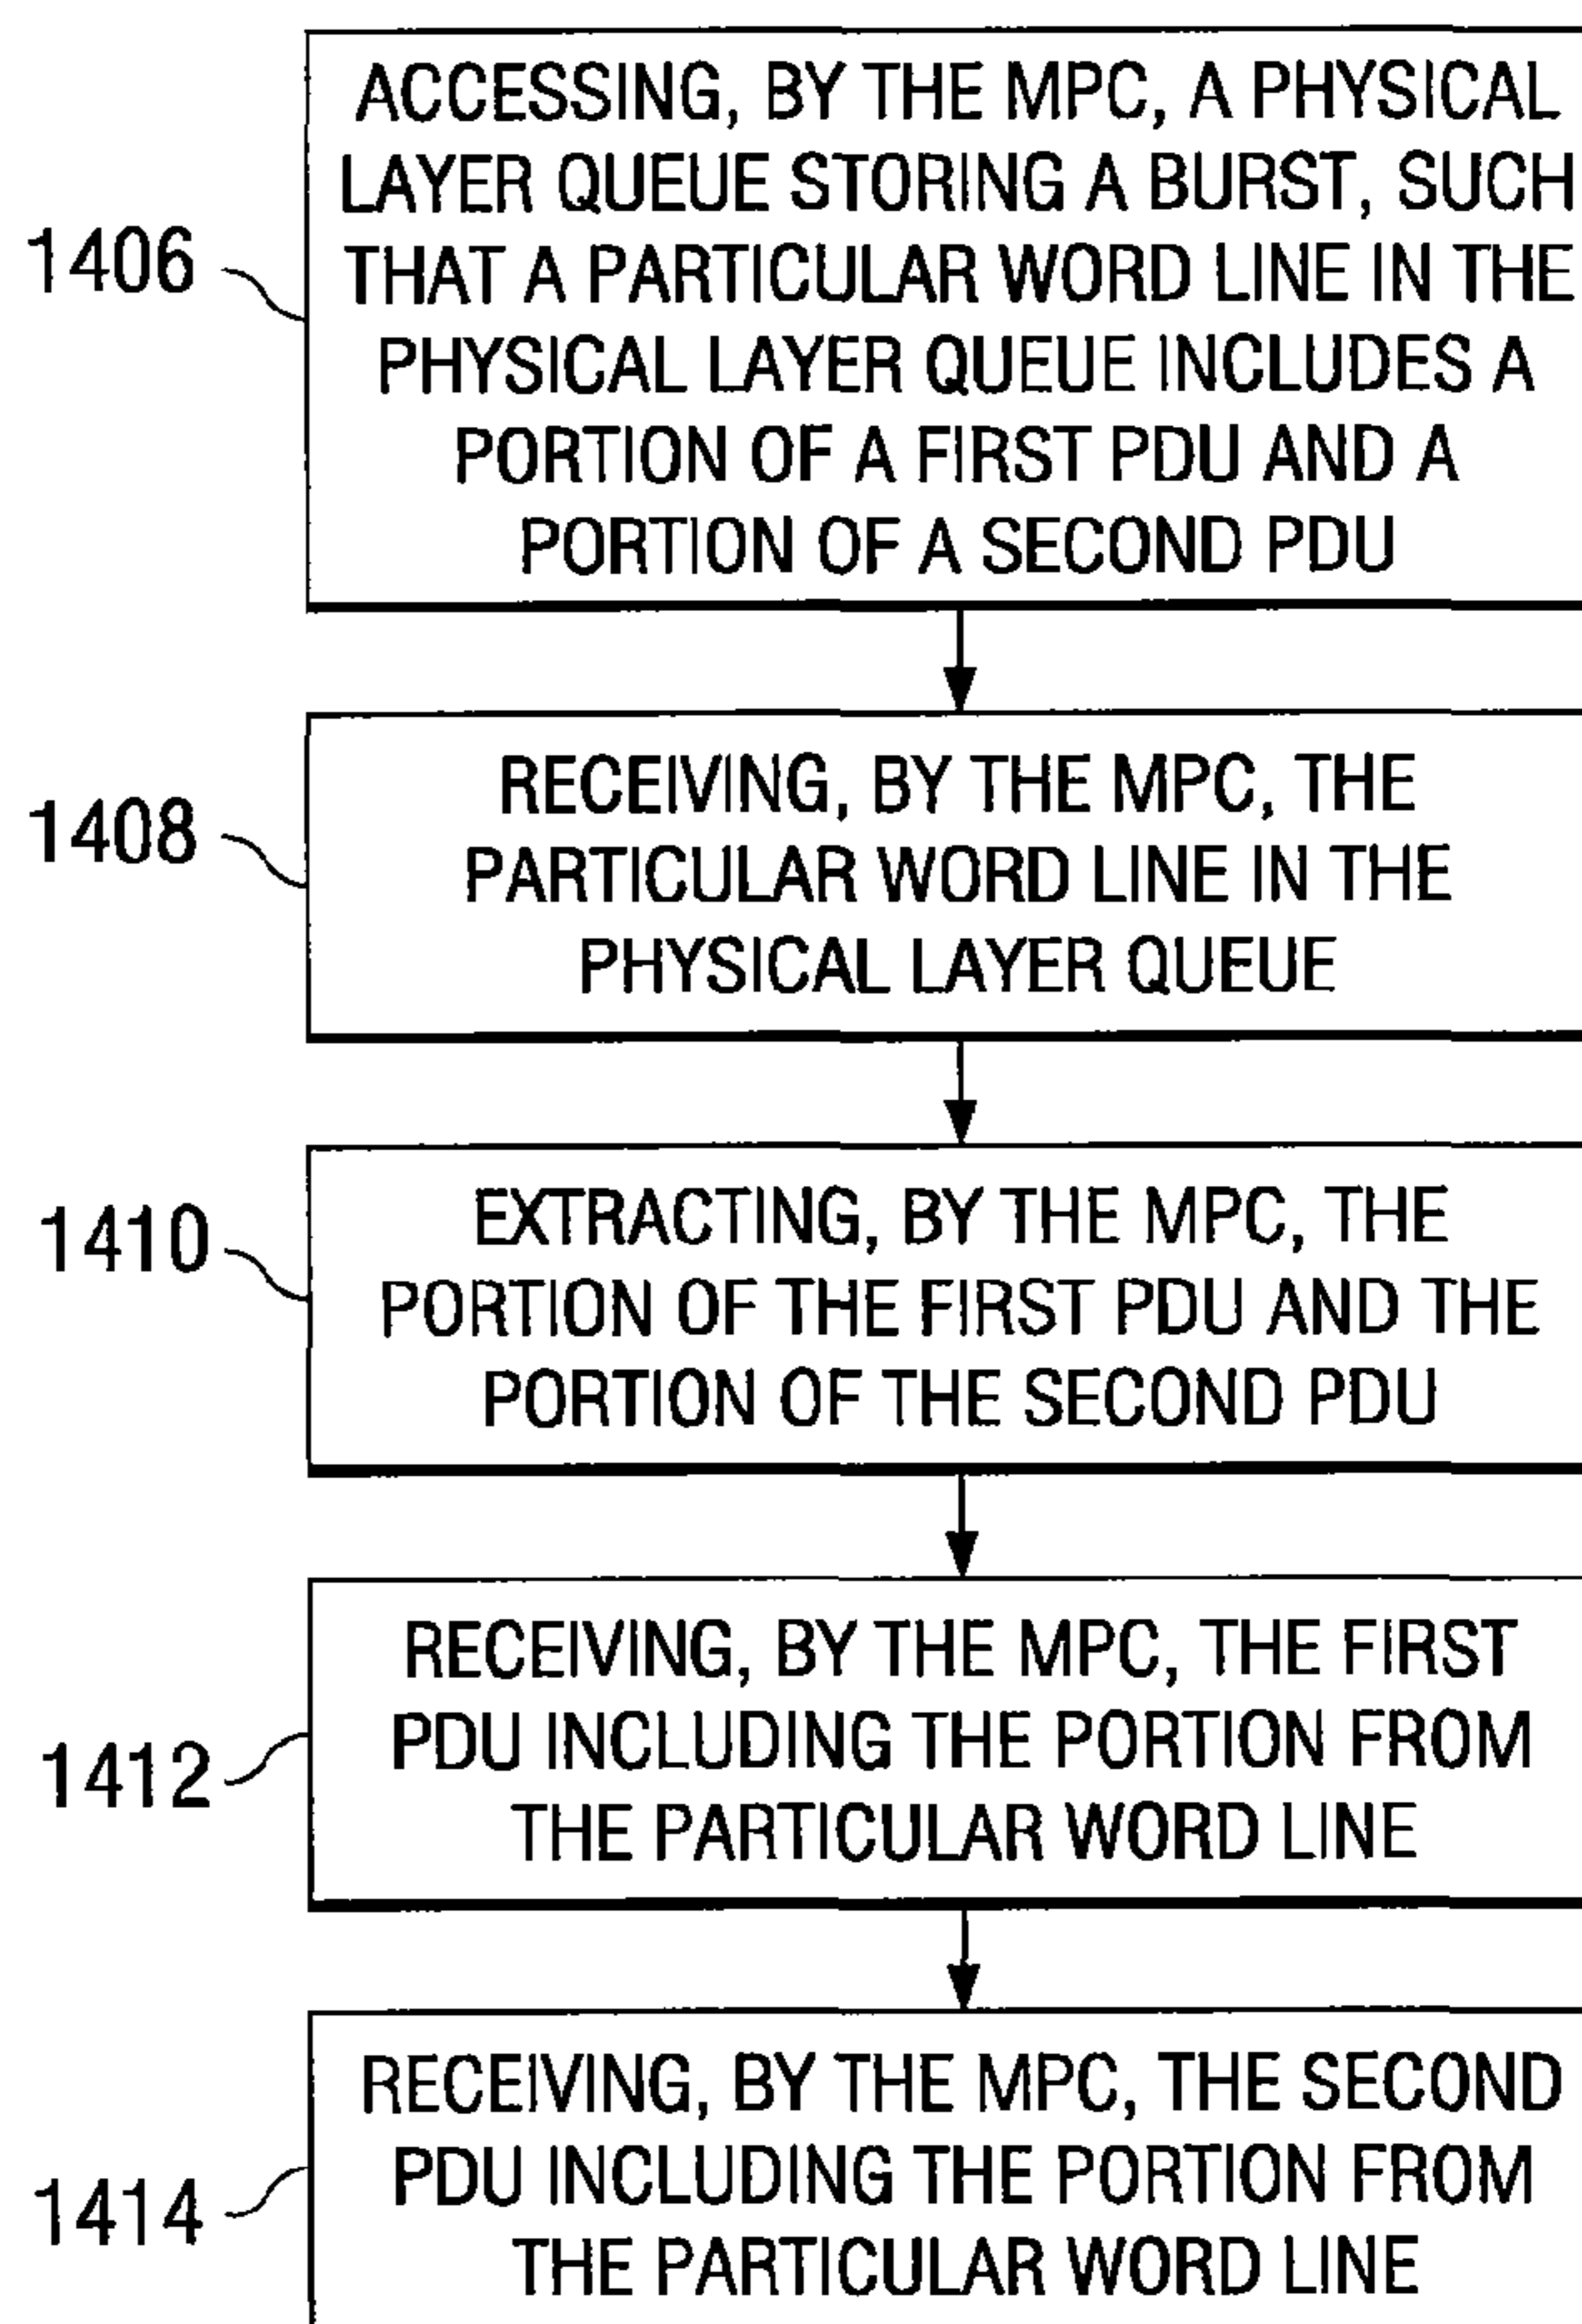 ACCESSING, BY THE MPC, A PHYSICAL
LAYER QUEUE STORING A BURST, SUCH
THAT A PARTICULAR WORD LINE IN THE
PHYSICAL LAYER QUEUE INCLUDES A
PORTION OF A FIRST PDU AND A
PORTION OF A SECOND PDU
1406
RECEIVING, BY THE MPC, THE
PARTICULAR WORD LINE IN THE
PHYSICAL LAYER QUEUE
1408
EXTRACTING, BY THE MPC, THE
PORTION OF THE FIRST PDU AND THE
PORTION OF THE SECOND PDU
1410
RECEIVING, BY THE MPC, THE FIRST
PDU INCLUDING THE PORTION FROM
THE PARTICULAR WORD LINE
1412
RECEIVING, BY THE MPC, THE SECOND
PDU INCLUDING THE PORTION FROM
THE PARTICULAR WORD LINE
1414